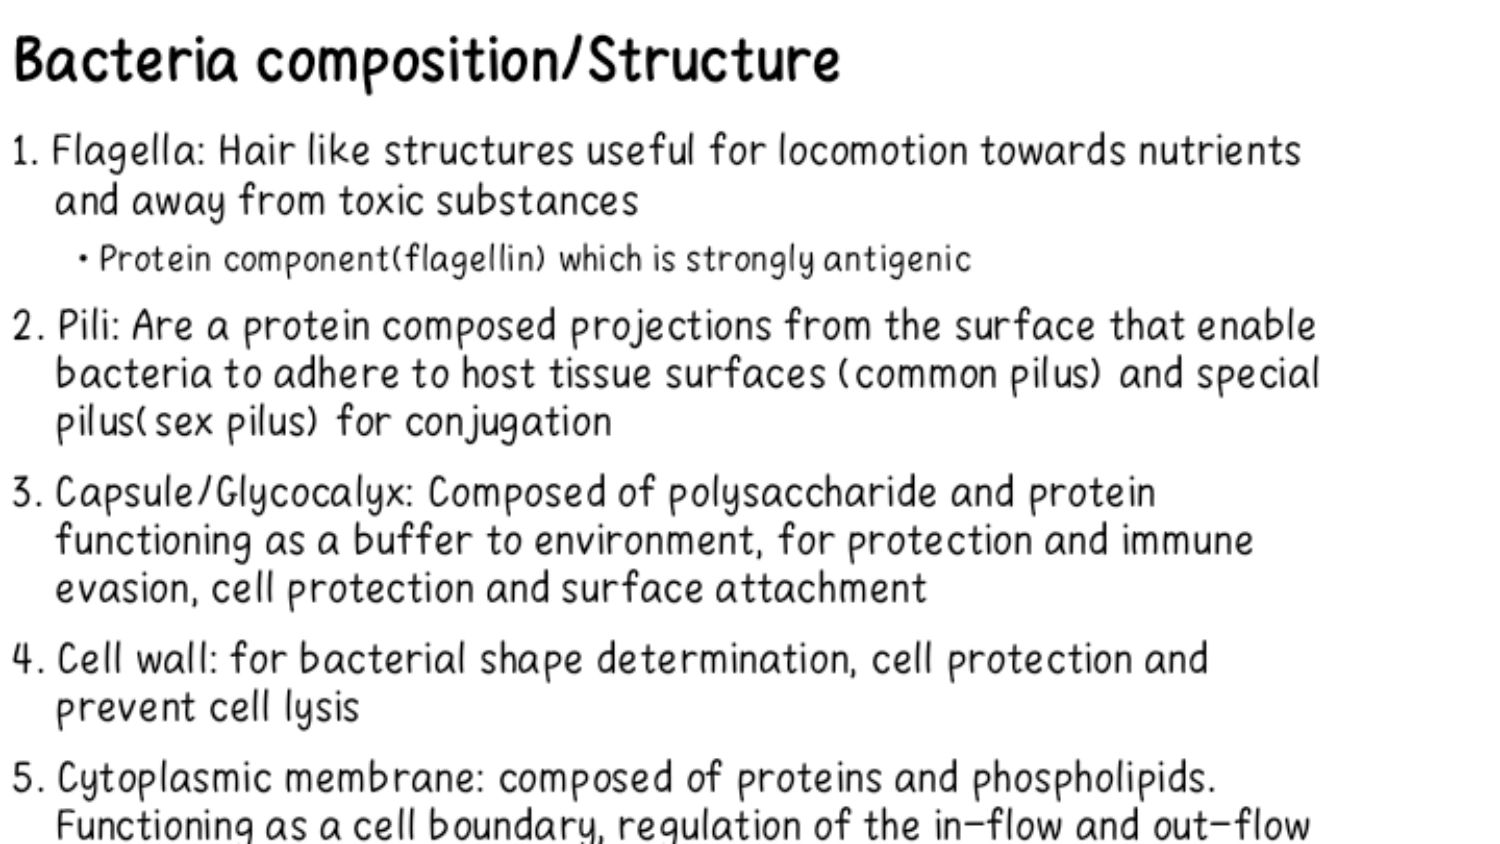 Bacteria composition/Structure
1. Flagella: Hair like structures useful for locomotion towards nutrients
and away from toxic substances
• Protein component(flagellin) which is strongly antigenic
2. Pili: Are a protein composed projections from the surface that enable
bacteria to adhere to host tissue surfaces (common pilus) and special
pilus(sex pilus) for conjugation
3. Capsule/Glycocalyx: Composed of polysaccharide and protein
functioning as a buffer to environment, for protection and immune
evasion, cell protection and surface attachment
4. Cell wall: for bacterial shape determination, cell protection and
prevent cell lysis
5. Cytoplasmic membrane: composed of proteins and phospholipids.
Functioning as a cell boundary, regulation of the in-flow and out-flow